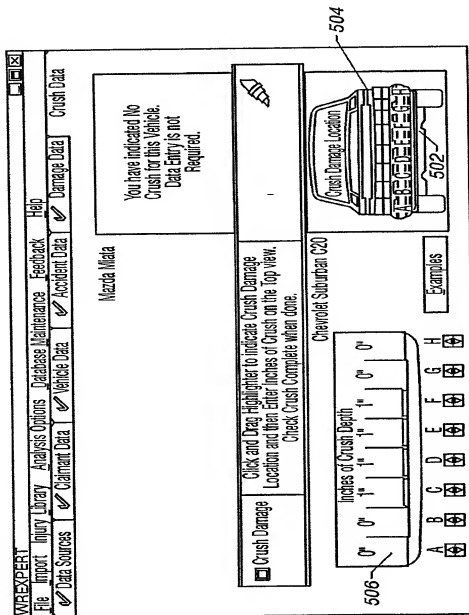 WREXPERT
File Import Injury Library Analysis Options Database Maintenance Feedback Help
Data Sources Claimant Data Vehicle Data Accident Data Damage Data Crush Data
Mazda Miata
You have indicated No
Crush for this Vehicle.
Data Entry is not
Required.
Crush Damage
Click and Drag Highlighter to indicate Crush Damage
Location and then Enter Inches of Crush on the Top view.
Check Crush Complete when done.
Chevrolet Suburban C20
Inches of Crush Depth
0" 0" 1" 1" 1" 1" 0" 0"
A B C D E F G H
506
Examples
Crush Damage Location
A B C D E F G H
502
504